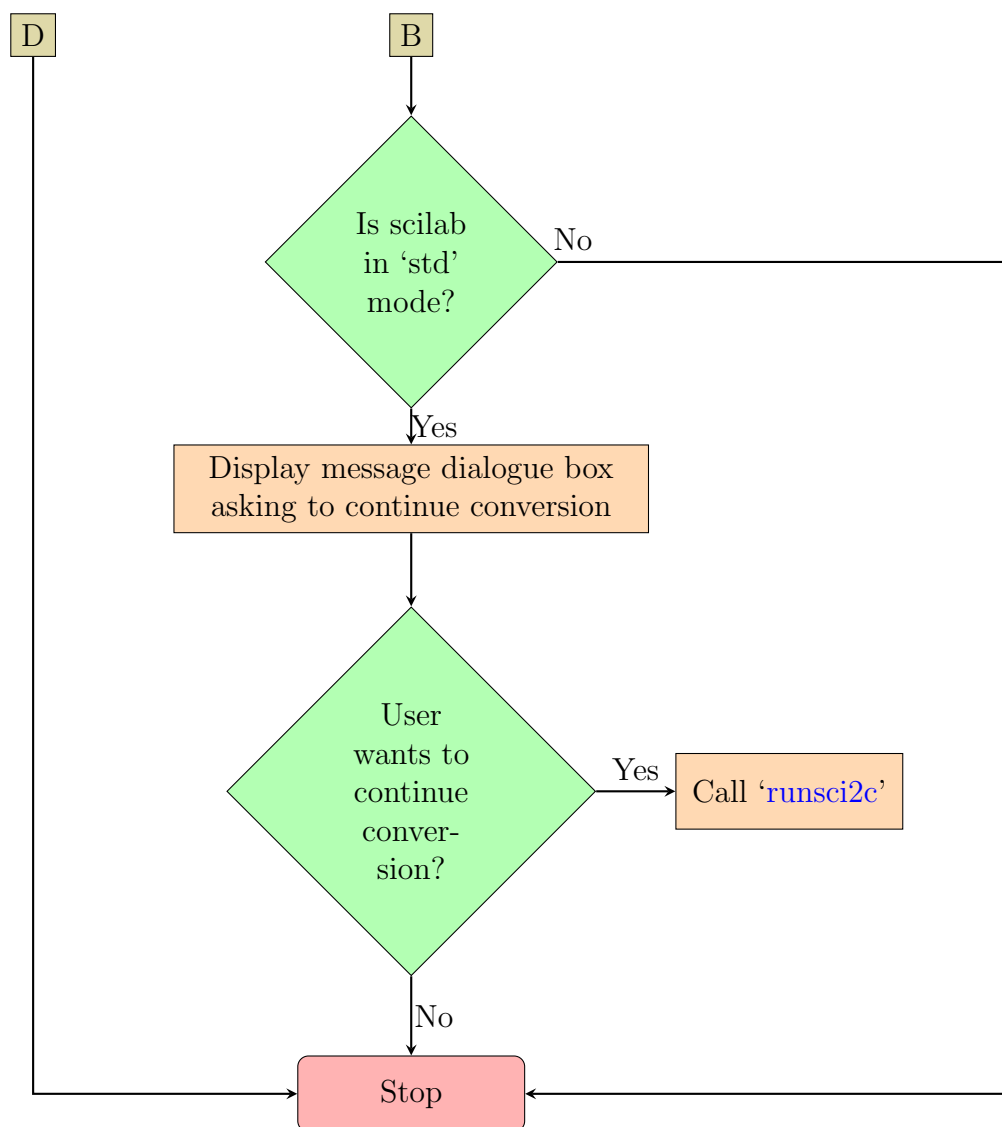 D
B
Is scilab
in ‘std’
mode?
No
Yes
Display message dialogue box
asking to continue conversion
User
wants to
continue
conver-
sion?
Yes
Call ‘runsci2c’
No
Stop